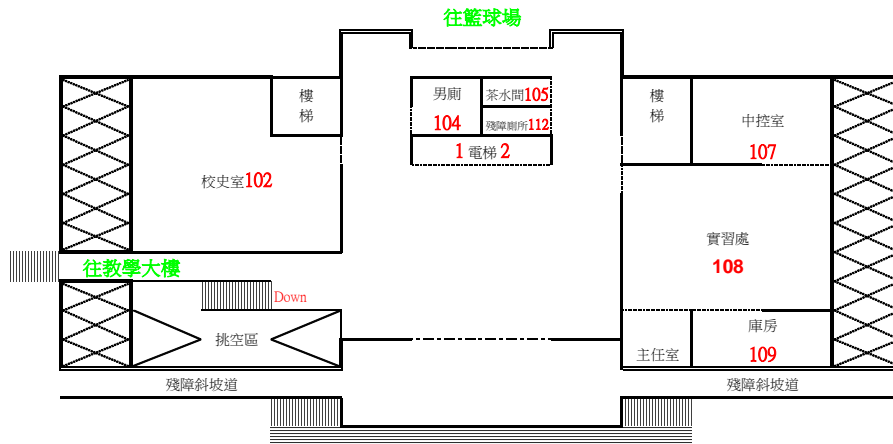 往籃球場
樓梯
男廁
104
茶水間105
殘障廁所112
1 電梯 2
樓梯
中控室
107
校史室102
實習處
108
往教學大樓
Down
挑空區
主任室
庫房
109
殘障斜坡道
殘障斜坡道